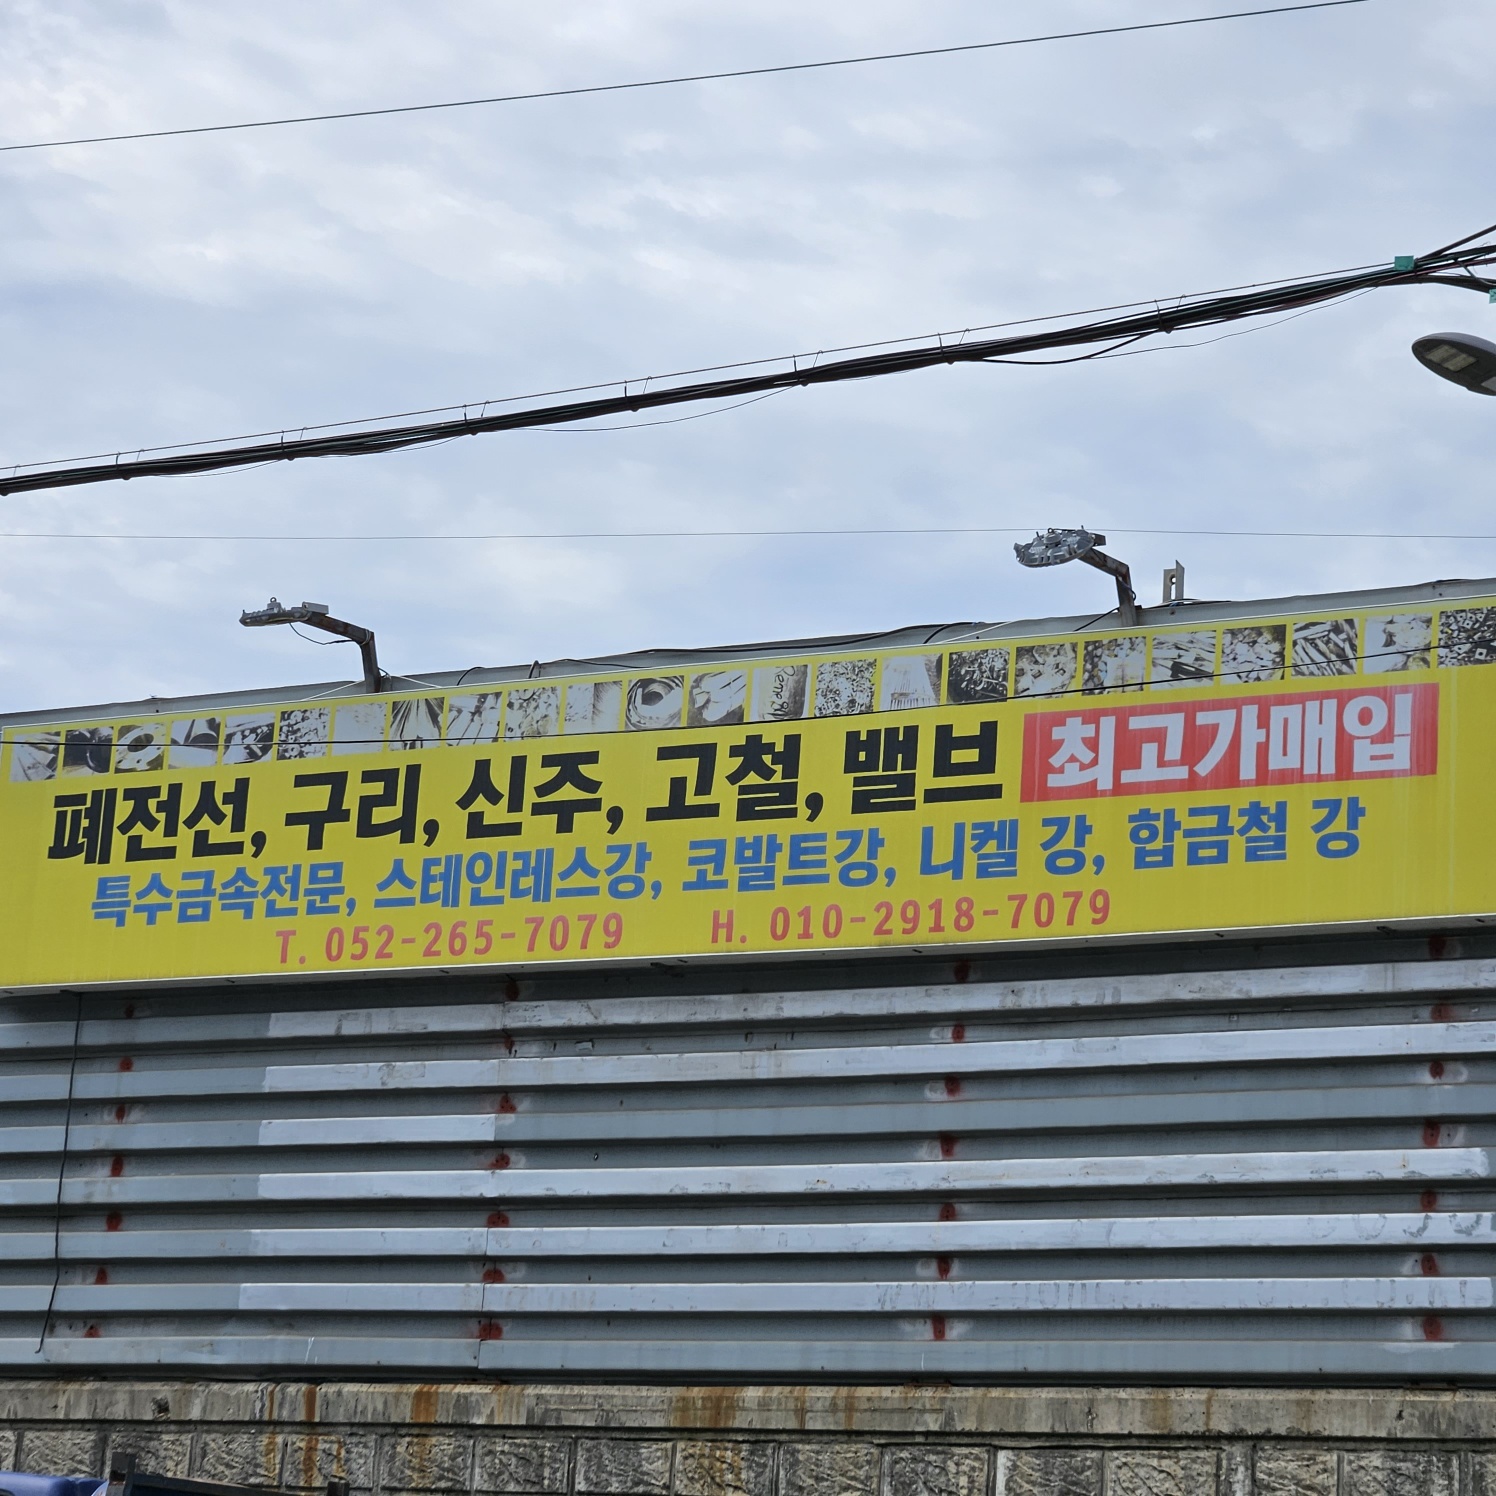 폐전선, 구리, 신주, 고철, 밸브 최고가매입
특수금속전문, 스테인레스강, 코발트강, 니켈 강, 합금철 강
T. 052-265-7079 H. 010-2918-7079